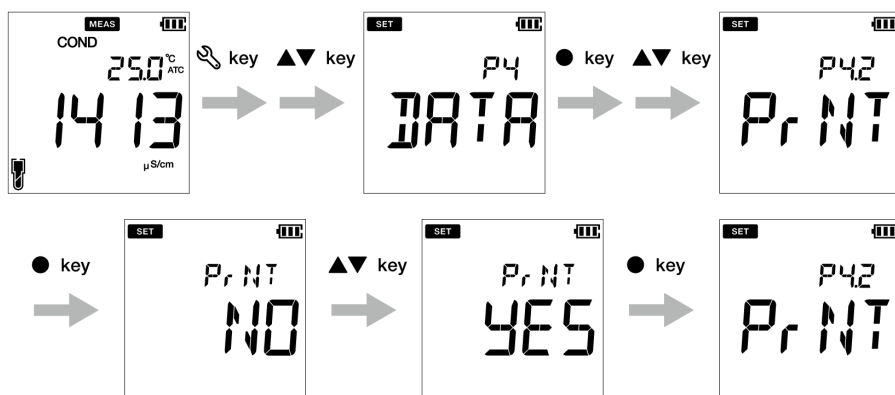 MEAS
COND
25.0 °C
ATC
1413
µS/cm
key
▲▼ key
SET
P4
DATA
● key
▲▼ key
SET
P4.2
PrNT
● key
SET
PrNT
NO
▲▼ key
SET
PrNT
YES
● key
SET
P4.2
PrNT